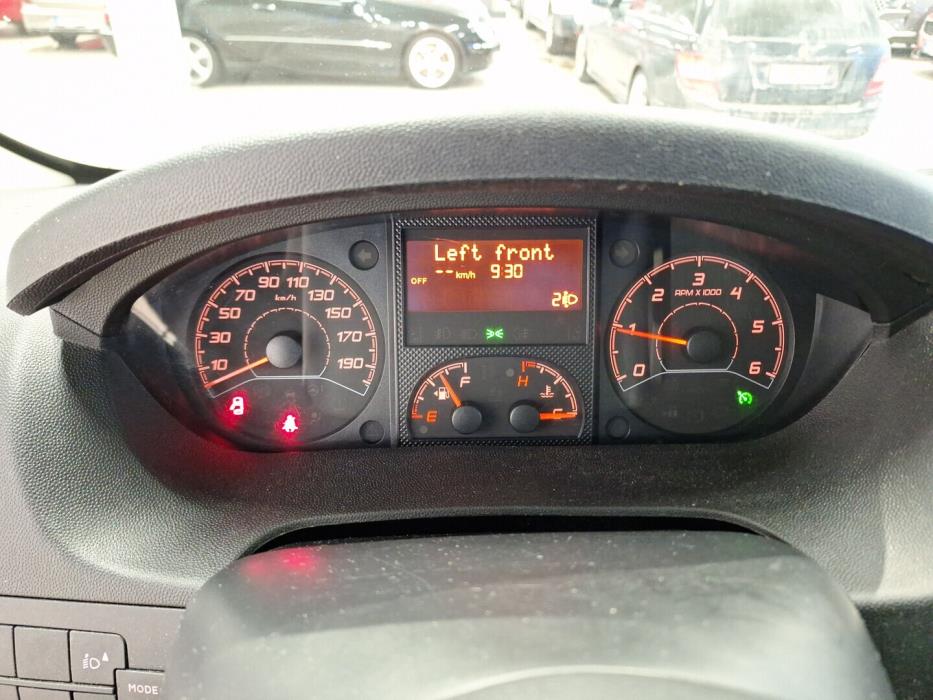 Left front
OFF -- km/h 9:30
2
10 30 50 70 90 110 130 150 170 190
km/h
E F
H C
0 1 2 3 4 5 6
RPM X 1000
MODE